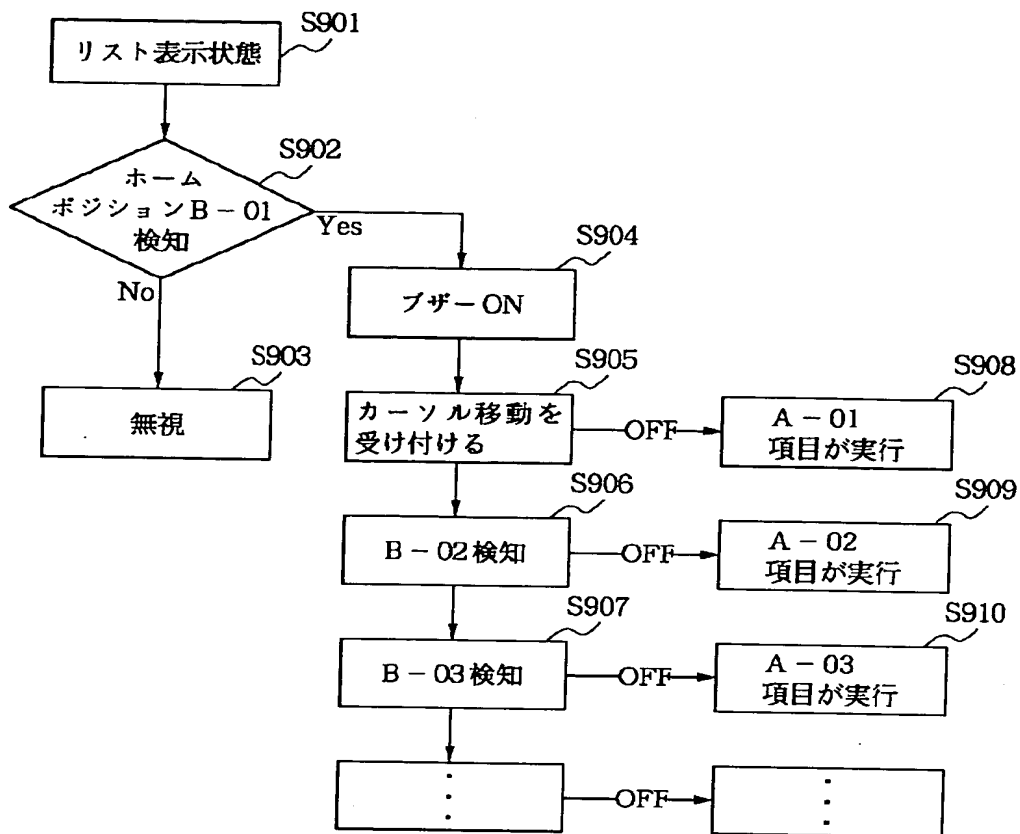 S901
リスト表示状態
S902
ホーム
ポジションB-01
検知
Yes
No
S903
無視
S904
ブザーON
S905
カーソル移動を
受け付ける
OFF
S908
A-01
項目が実行
S906
B-02検知
OFF
S909
A-02
項目が実行
S907
B-03検知
OFF
S910
A-03
項目が実行
OFF